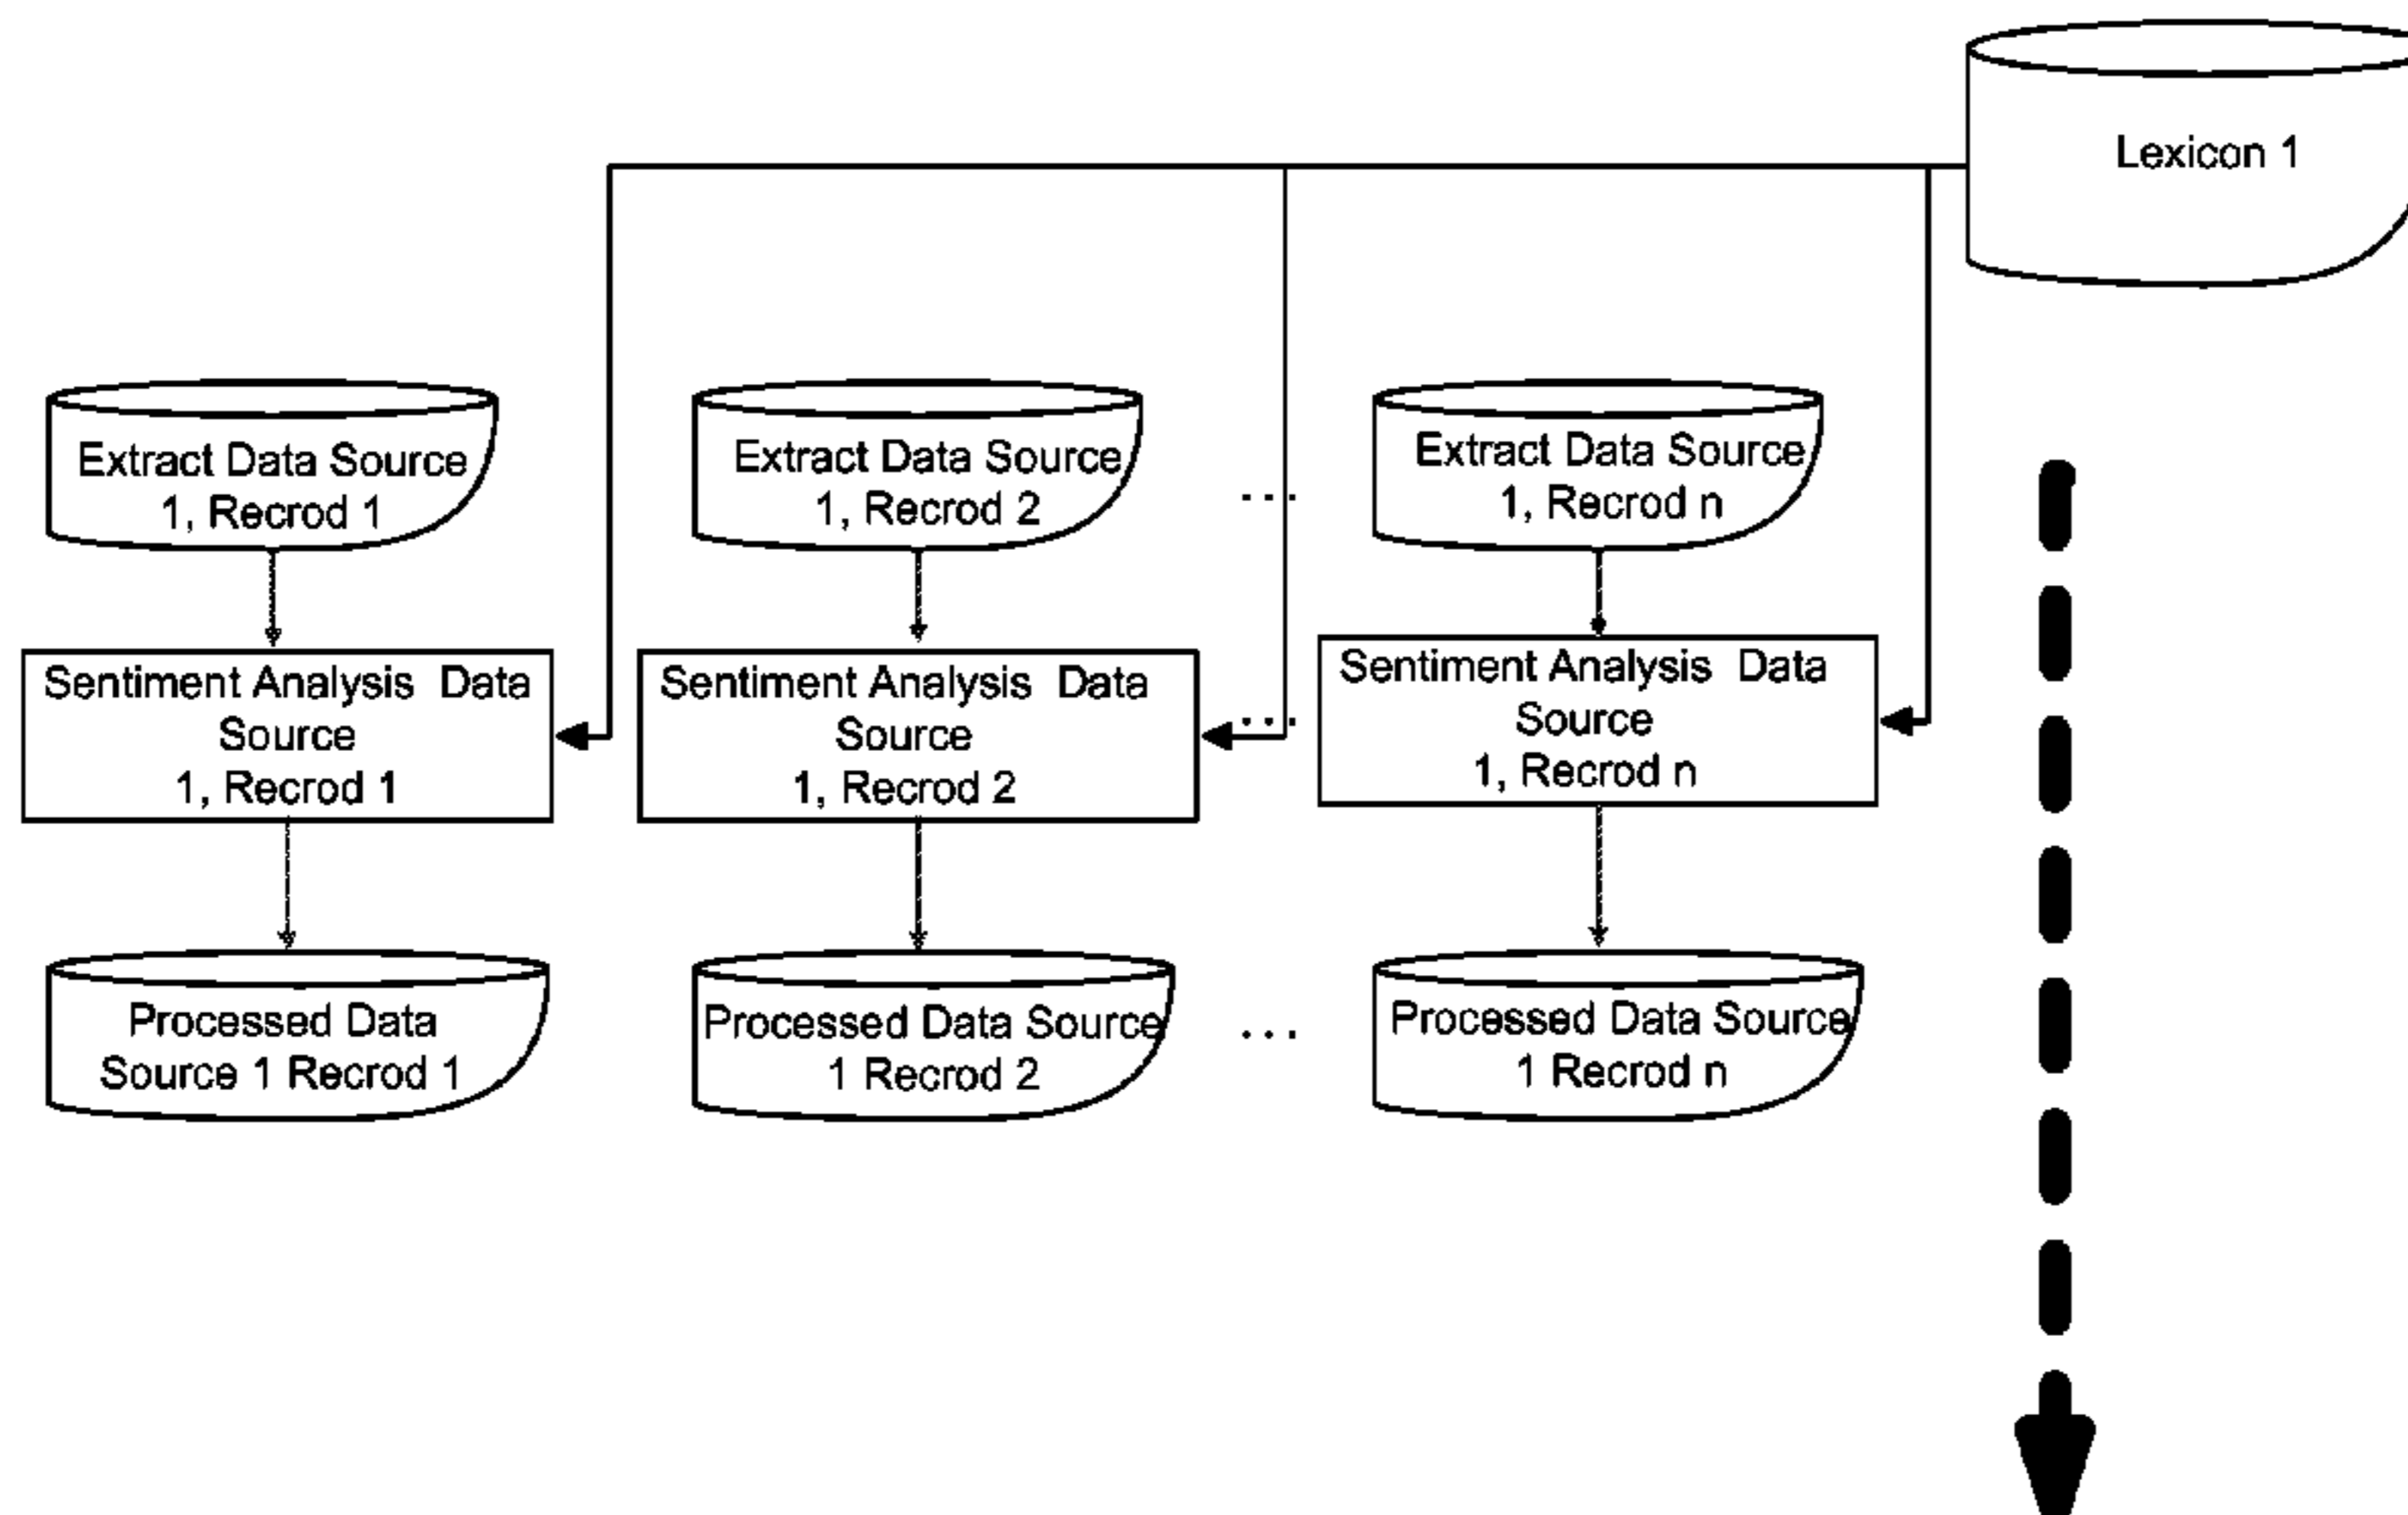 Lexicon 1
Extract Data Source
1, Recrod 1
Extract Data Source
1, Recrod 2
...
Extract Data Source
1, Recrod n
Sentiment Analysis Data
Source
1, Recrod 1
Sentiment Analysis Data
Source
1, Recrod 2
...
Sentiment Analysis Data
Source
1, Recrod n
Processed Data
Source 1 Recrod 1
Processed Data Source
1 Recrod 2
...
Processed Data Source
1 Recrod n